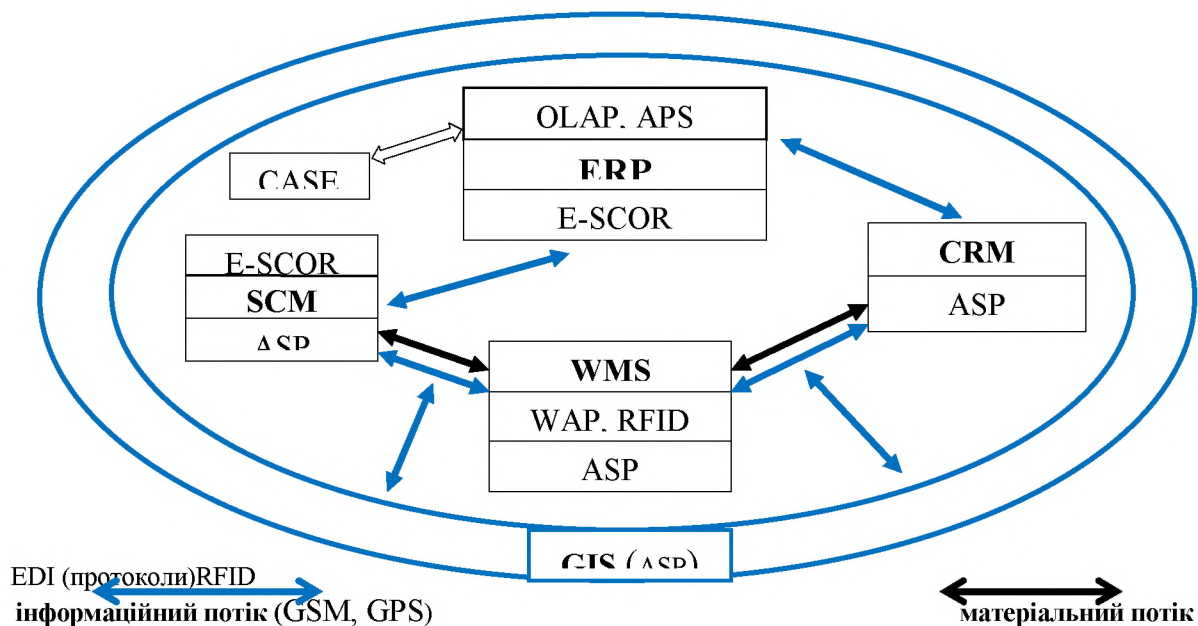 OLAP, APS
CASE
ERP
E-SCOR
E-SCOR
SCM
ASP
CRM
ASP
WMS
WAP, RFID
ASP
GIS (ASP)
EDI (протоколи)RFID
інформаційний потік (GSM, GPS)
матеріальний потік